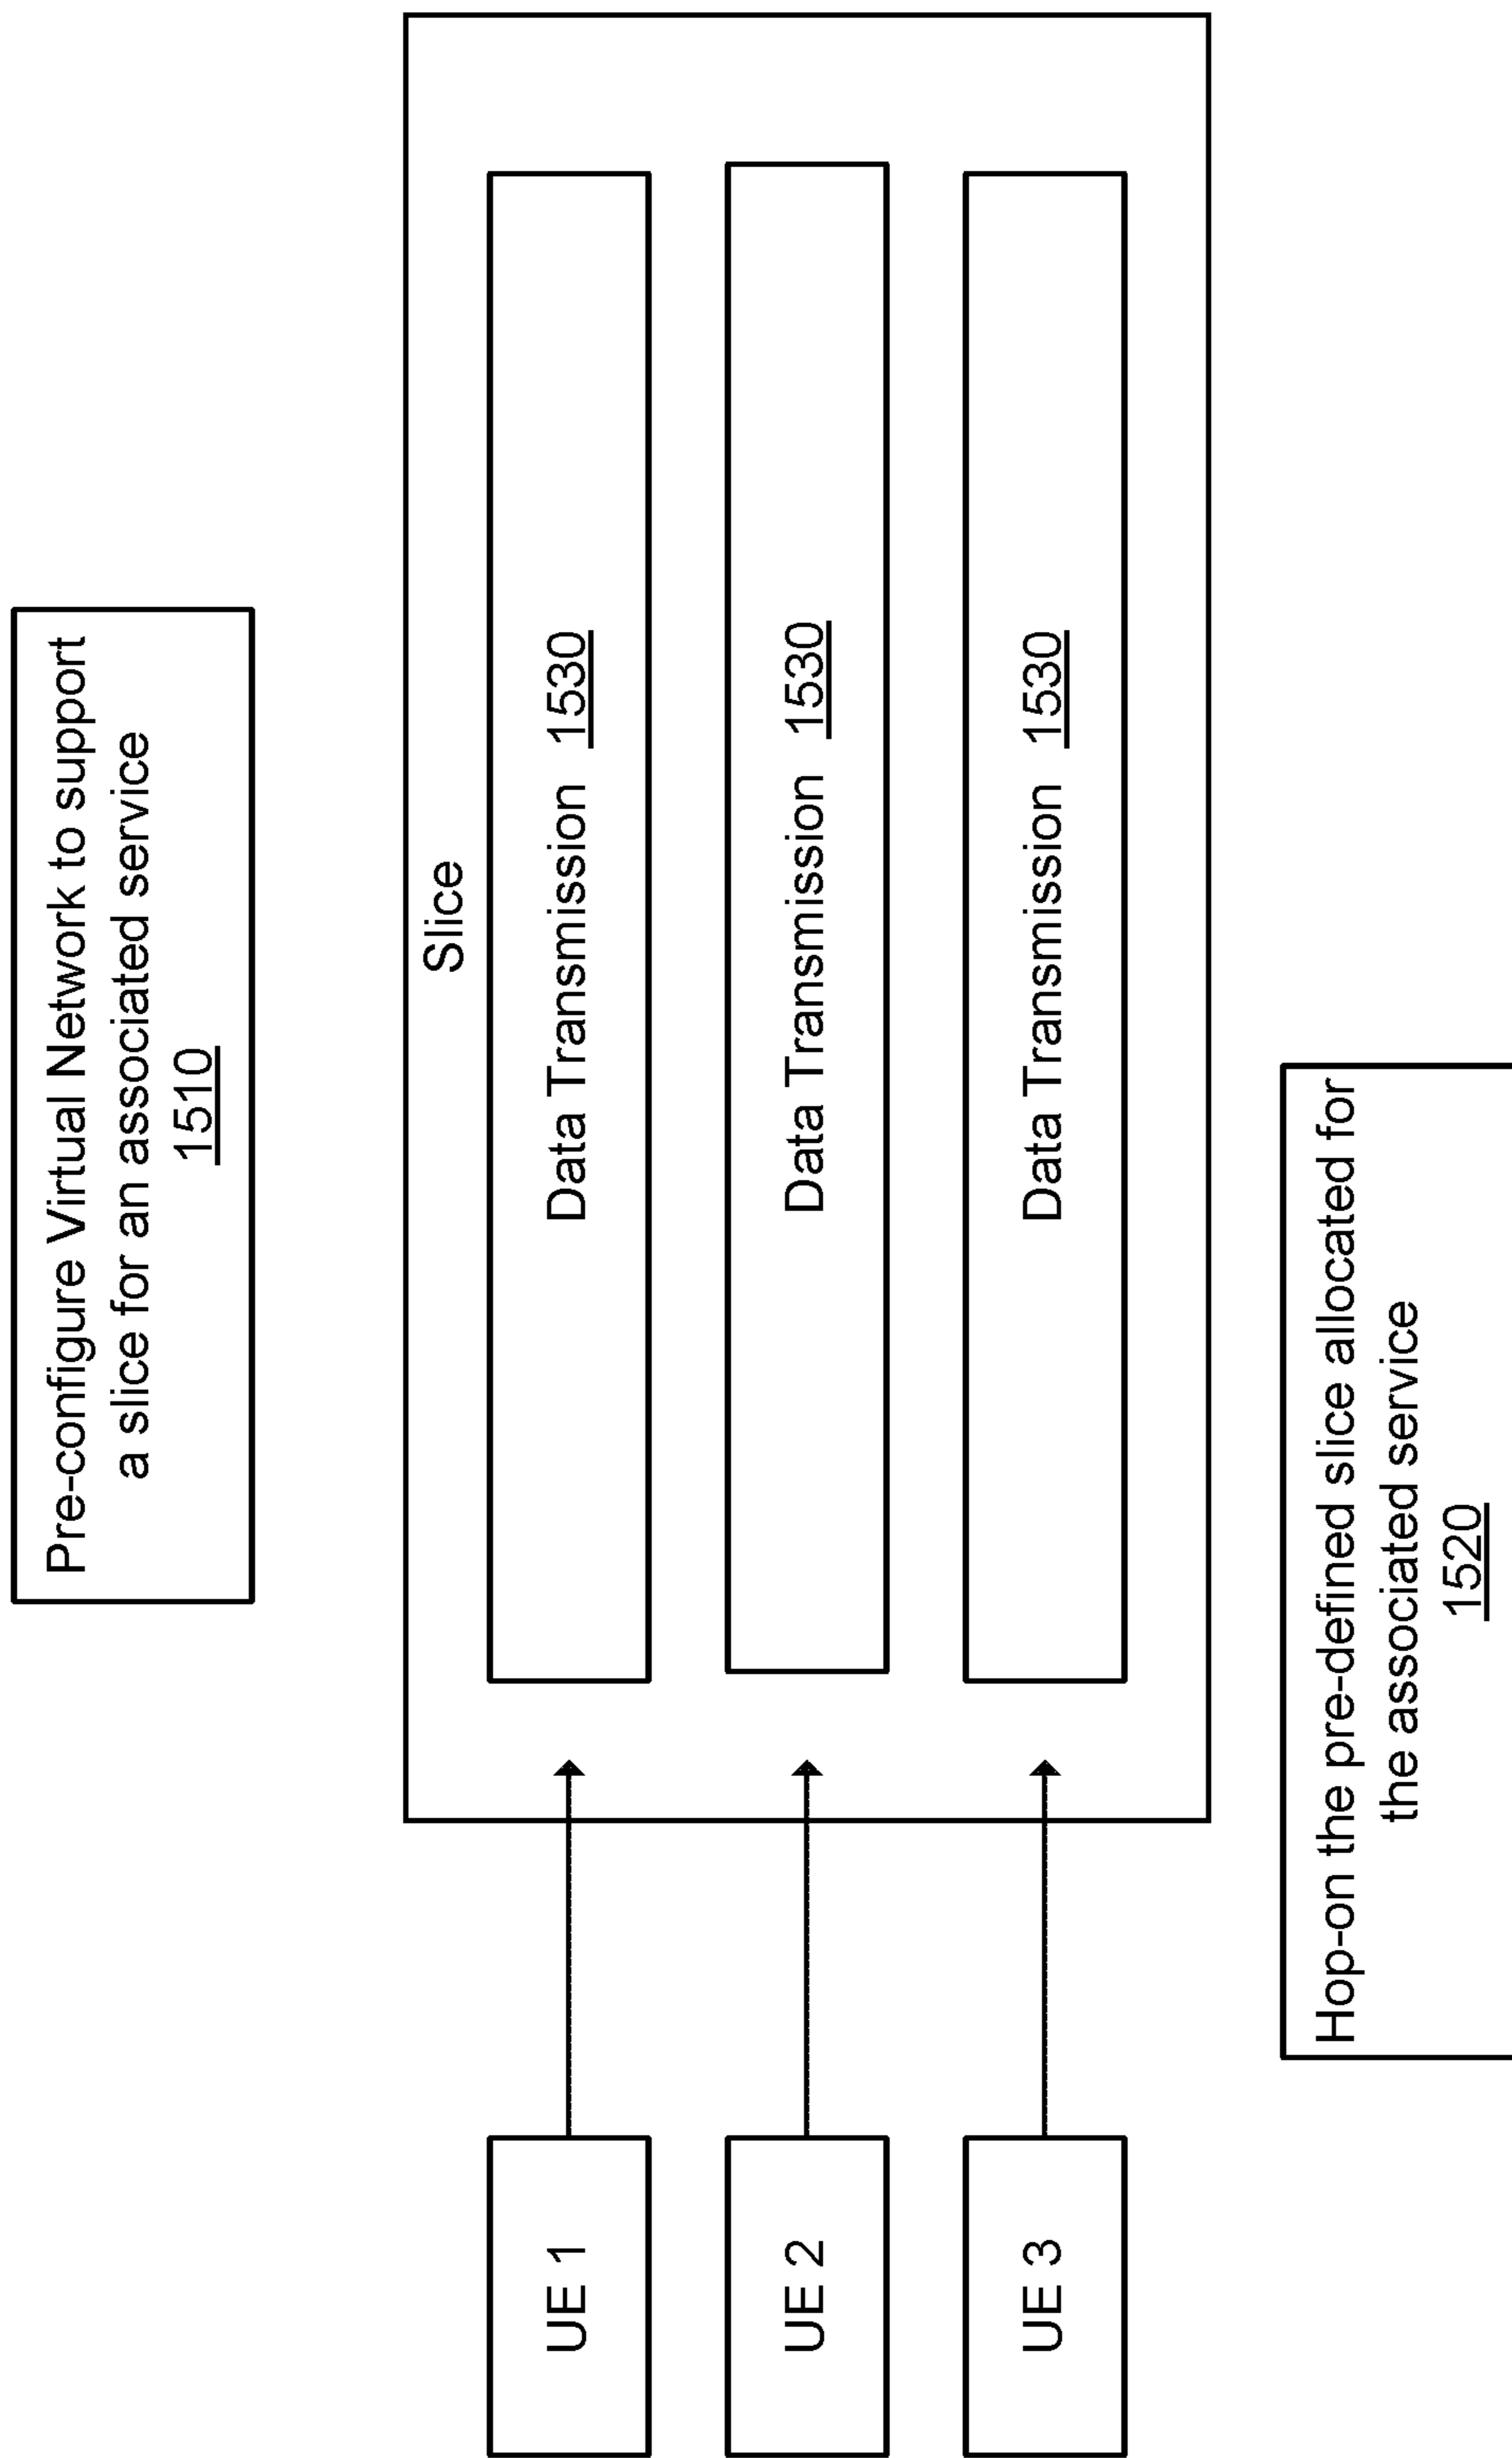 Pre-configure Virtual Network to support
a slice for an associated service
1510
Slice
UE 1
Data Transmission 1530
UE 2
Data Transmission 1530
UE 3
Data Transmission 1530
Hop-on the pre-defined slice allocated for
the associated service
1520